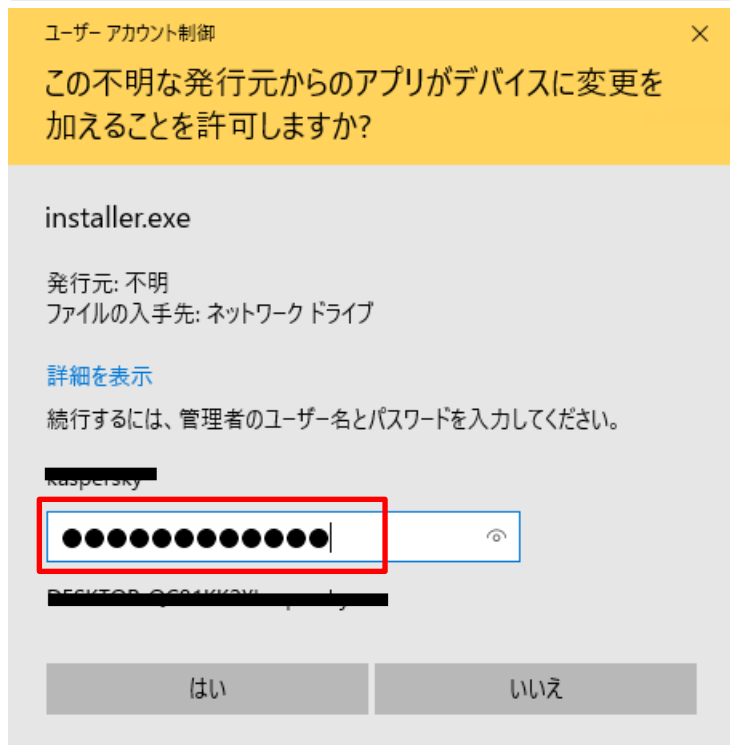 ユーザー アカウント制御
この不明な発行元からのアプリがデバイスに変更を
加えることを許可しますか?
installer.exe
発行元: 不明
ファイルの入手先: ネットワーク ドライブ
詳細を表示
続行するには、管理者のユーザー名とパスワードを入力してください。
●●●●●●●●●●●●
はい
いいえ